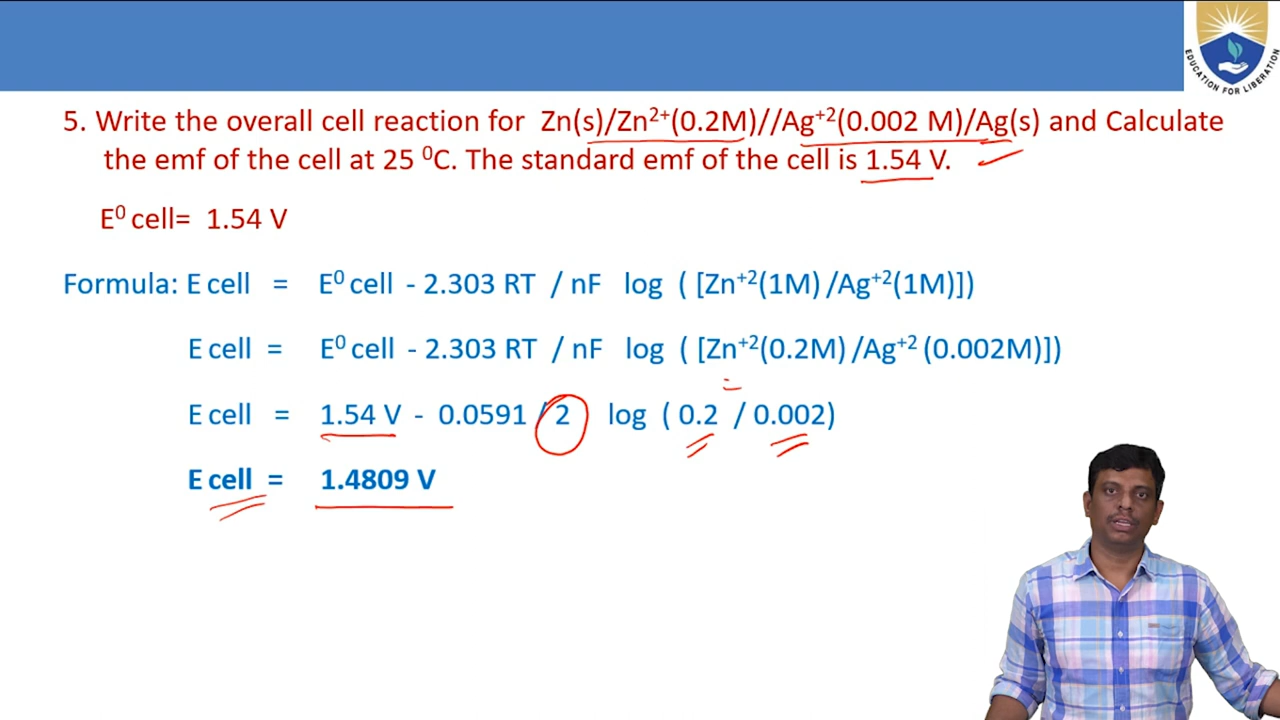 EDUCATION FOR LIBERATION
5. Write the overall cell reaction for Zn(s)/Zn²⁺(0.2M)//Ag⁺²(0.002 M)/Ag(s) and Calculate
the emf of the cell at 25 ⁰C. The standard emf of the cell is 1.54 V.
E⁰ cell= 1.54 V
Formula: E cell = E⁰ cell - 2.303 RT / nF log ( [Zn⁺²(1M) /Ag⁺²(1M)])
E cell = E⁰ cell - 2.303 RT / nF log ( [Zn⁺²(0.2M) /Ag⁺² (0.002M)])
E cell = 1.54 V - 0.0591 / 2 log ( 0.2 / 0.002)
E cell = 1.4809 V